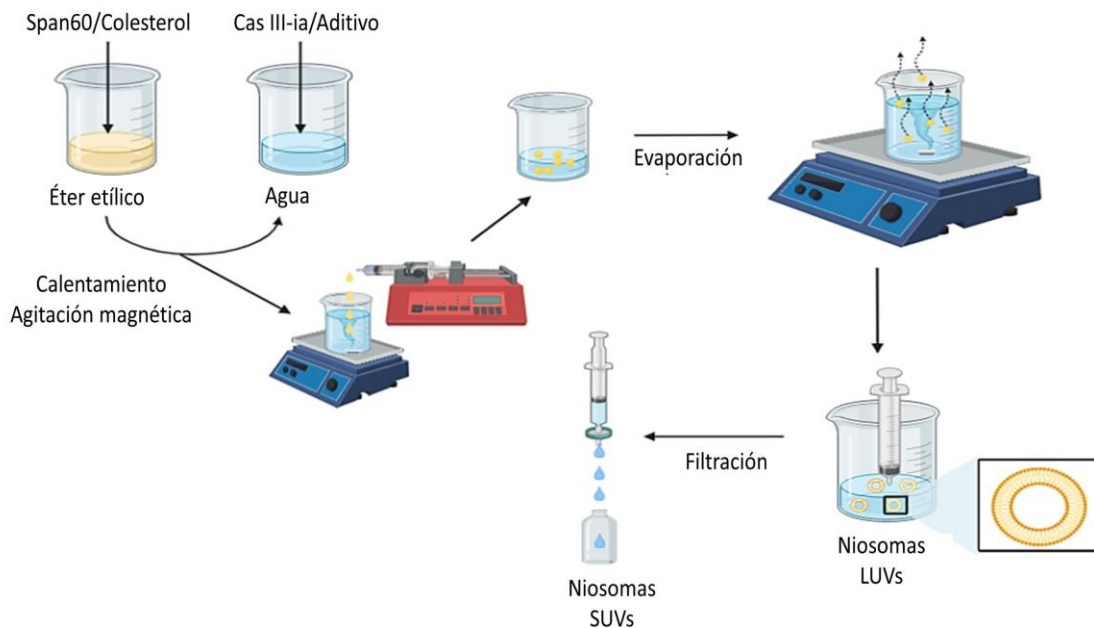 Span60/Colesterol
Cas III-ia/Aditivo
Éter etílico
Agua
Evaporación
Calentamiento
Agitación magnética
Filtración
Niosomas
LUVs
Niosomas
SUVs